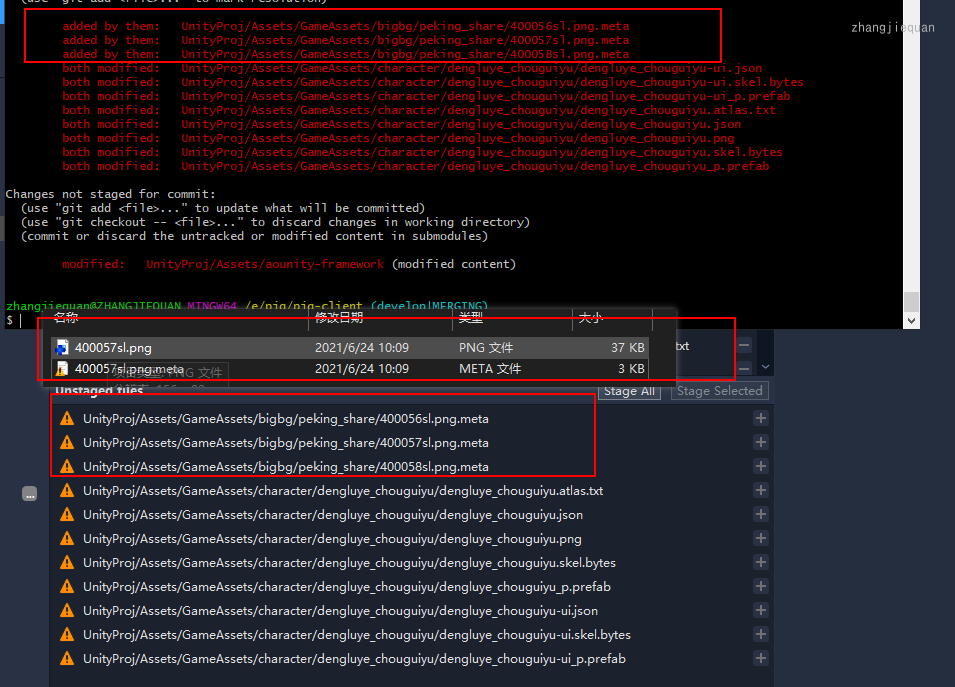 (use "git add <file>..." to mark resolution)
added by them: UnityProj/Assets/GameAssets/bigbg/peking_share/400056sl.png.meta
zhangjiequan
added by them: UnityProj/Assets/GameAssets/bigbg/peking_share/400057sl.png.meta
added by them: UnityProj/Assets/GameAssets/bigbg/peking_share/400058sl.png.meta
both modified: UnityProj/Assets/GameAssets/character/dengluye_chouguiyu/dengluye_chouguiyu-ui.json
both modified: UnityProj/Assets/GameAssets/character/dengluye_chouguiyu/dengluye_chouguiyu-ui.skel.bytes
both modified: UnityProj/Assets/GameAssets/character/dengluye_chouguiyu/dengluye_chouguiyu-ui_p.prefab
both modified: UnityProj/Assets/GameAssets/character/dengluye_chouguiyu/dengluye_chouguiyu.atlas.txt
both modified: UnityProj/Assets/GameAssets/character/dengluye_chouguiyu/dengluye_chouguiyu.json
both modified: UnityProj/Assets/GameAssets/character/dengluye_chouguiyu/dengluye_chouguiyu.png
both modified: UnityProj/Assets/GameAssets/character/dengluye_chouguiyu/dengluye_chouguiyu.skel.bytes
both modified: UnityProj/Assets/GameAssets/character/dengluye_chouguiyu/dengluye_chouguiyu_p.prefab
Changes not staged for commit:
(use "git add <file>..." to update what will be committed)
(use "git checkout -- <file>..." to discard changes in working directory)
(commit or discard the untracked or modified content in submodules)
modified: UnityProj/Assets/aounity-framework (modified content)
zhangjiequan@ZHANGJIEQUAN MINGW64 /e/pig/pig-client (develop|MERGING)
$
名称 修改日期 类型 大小
400057sl.png 2021/6/24 10:09 PNG 文件 37 KB
txt
400057sl.png.meta 2021/6/24 10:09 META 文件 3 KB
项目类型: PNG 文件
Unstaged files Stage All Stage Selected
UnityProj/Assets/GameAssets/bigbg/peking_share/400056sl.png.meta
UnityProj/Assets/GameAssets/bigbg/peking_share/400057sl.png.meta
UnityProj/Assets/GameAssets/bigbg/peking_share/400058sl.png.meta
UnityProj/Assets/GameAssets/character/dengluye_chouguiyu/dengluye_chouguiyu.atlas.txt
UnityProj/Assets/GameAssets/character/dengluye_chouguiyu/dengluye_chouguiyu.json
UnityProj/Assets/GameAssets/character/dengluye_chouguiyu/dengluye_chouguiyu.png
UnityProj/Assets/GameAssets/character/dengluye_chouguiyu/dengluye_chouguiyu.skel.bytes
UnityProj/Assets/GameAssets/character/dengluye_chouguiyu/dengluye_chouguiyu_p.prefab
UnityProj/Assets/GameAssets/character/dengluye_chouguiyu/dengluye_chouguiyu-ui.json
UnityProj/Assets/GameAssets/character/dengluye_chouguiyu/dengluye_chouguiyu-ui.skel.bytes
UnityProj/Assets/GameAssets/character/dengluye_chouguiyu/dengluye_chouguiyu-ui_p.prefab